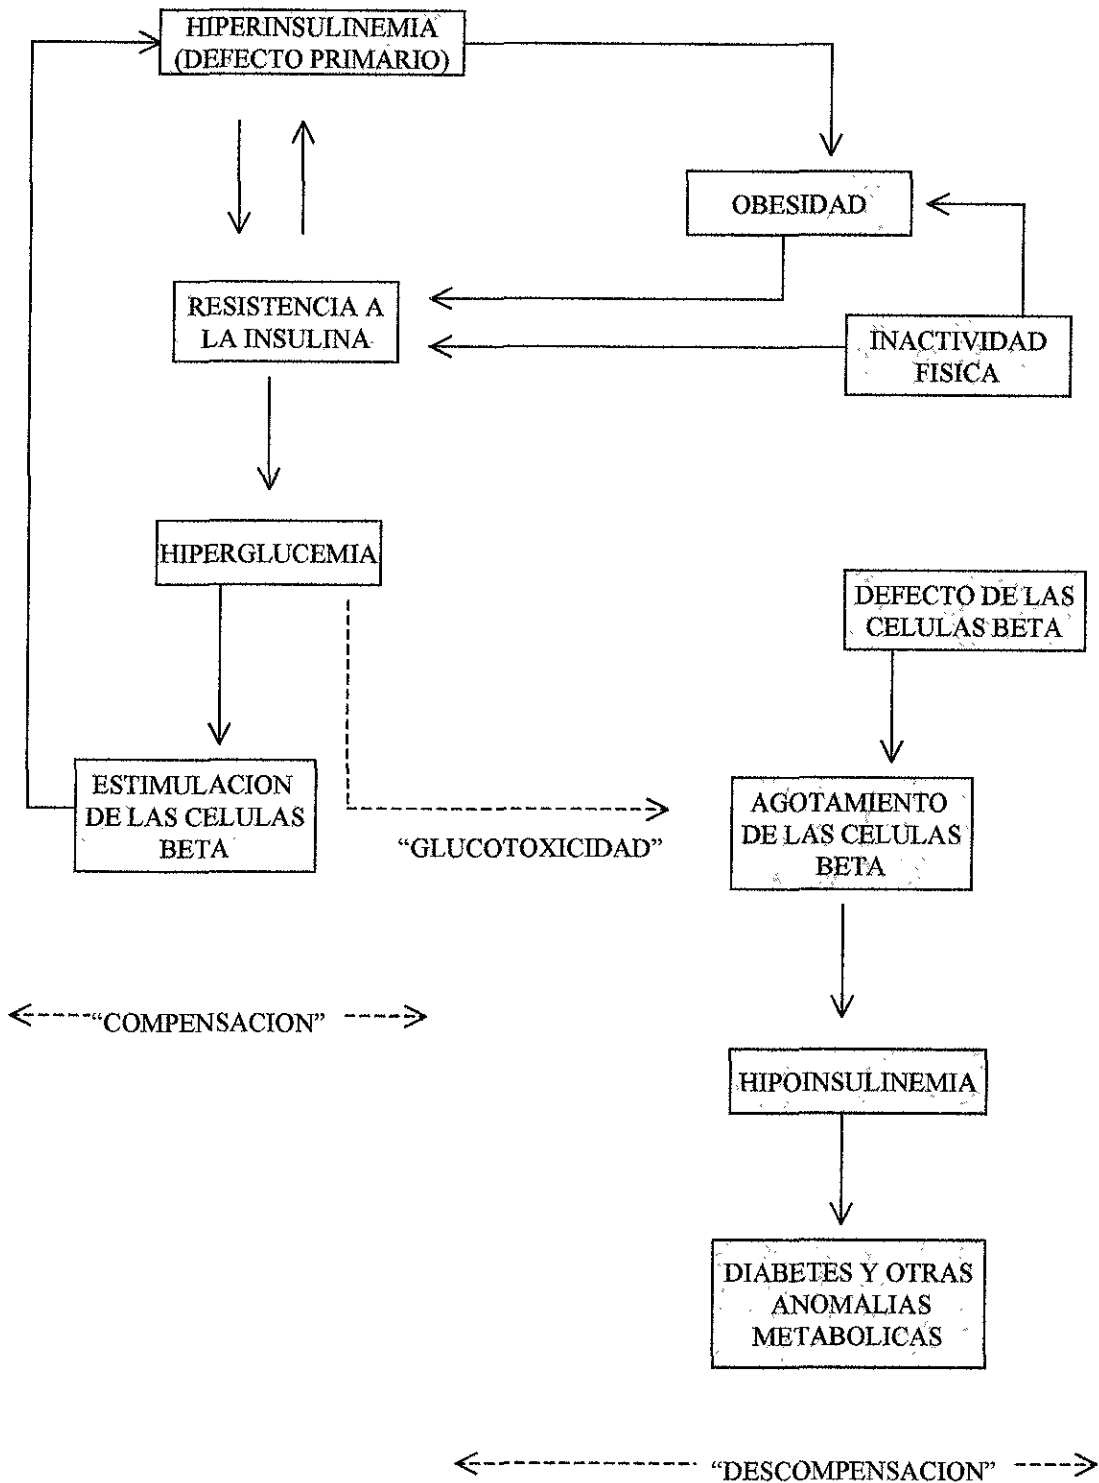 HIPERINSULINEMIA
(DEFECTO PRIMARIO)
OBESIDAD
RESISTENCIA A
LA INSULINA
INACTIVIDAD
FISICA
HIPERGLUCEMIA
DEFECTO DE LAS
CELULAS BETA
ESTIMULACION
DE LAS CELULAS
BETA
“GLUCOTOXICIDAD”
AGOTAMIENTO
DE LAS CELULAS
BETA
“COMPENSACION”
HIPOINSULINEMIA
DIABETES Y OTRAS
ANOMALIAS
METABOLICAS
“DESCOMPENSACION”